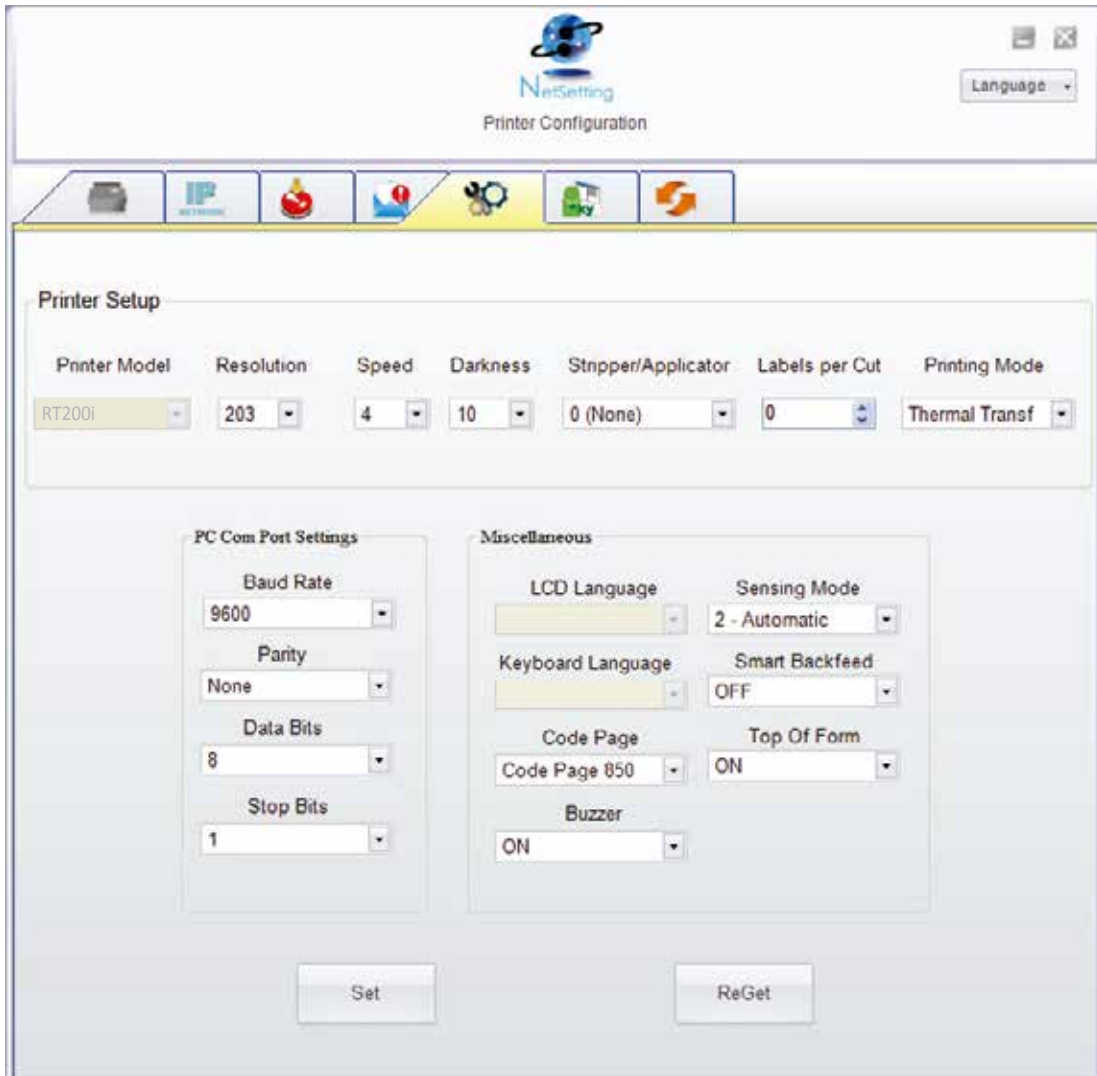 NetSetting
Language
Printer Configuration
IP
Printer Setup
Printer Model Resolution Speed Darkness Stripper/Applicator Labels per Cut Printing Mode
RT200i 203 4 10 0 (None) 0 Thermal Transf
PC Com Port Settings
Baud Rate
9600
Parity
None
Data Bits
8
Stop Bits
1
Miscellaneous
LCD Language Sensing Mode
2 - Automatic
Keyboard Language Smart Backfeed
OFF
Code Page Top Of Form
Code Page 850 ON
Buzzer
ON
Set ReGet